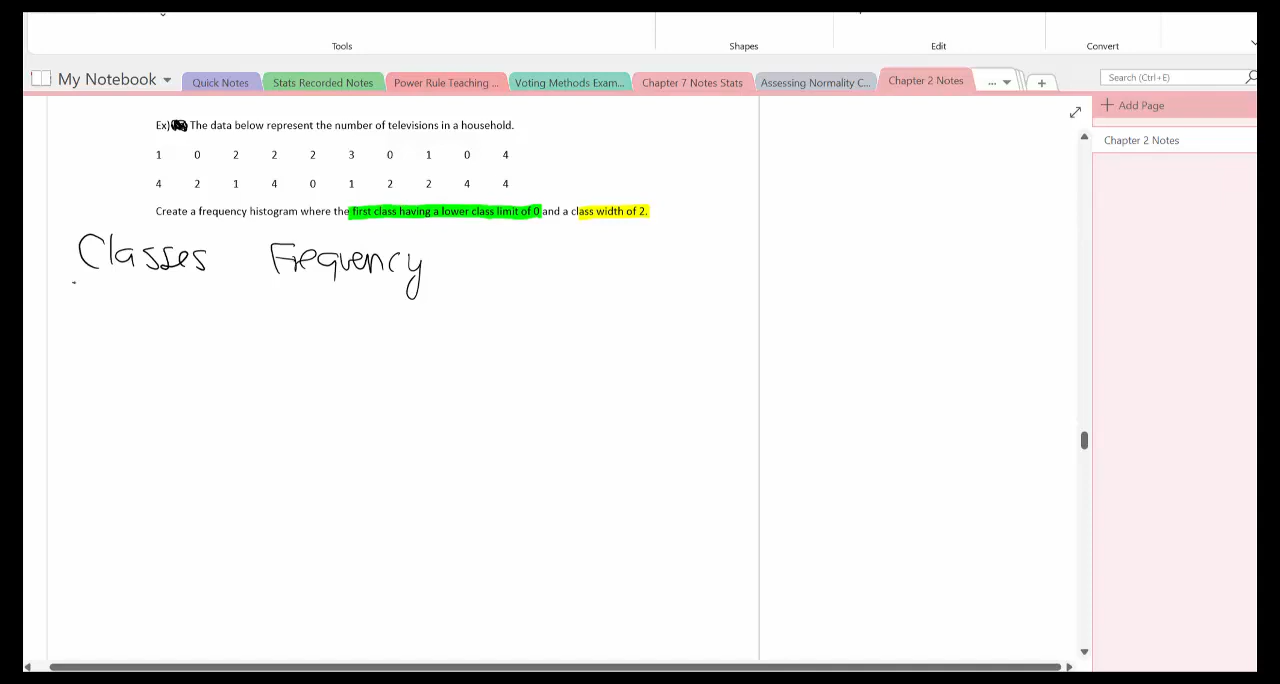 Tools Shapes Edit Convert
My Notebook Quick Notes Stats Recorded Notes Power Rule Teaching ... Voting Methods Exam... Chapter 7 Notes Stats Assessing Normality C... Chapter 2 Notes ... Search (Ctrl+E)
Add Page
Chapter 2 Notes
Ex) The data below represent the number of televisions in a household.
1 0 2 2 2 3 0 1 0 4
4 2 1 4 0 1 2 2 4 4
Create a frequency histogram where the first class having a lower class limit of 0 and a class width of 2.
Classes Frequency